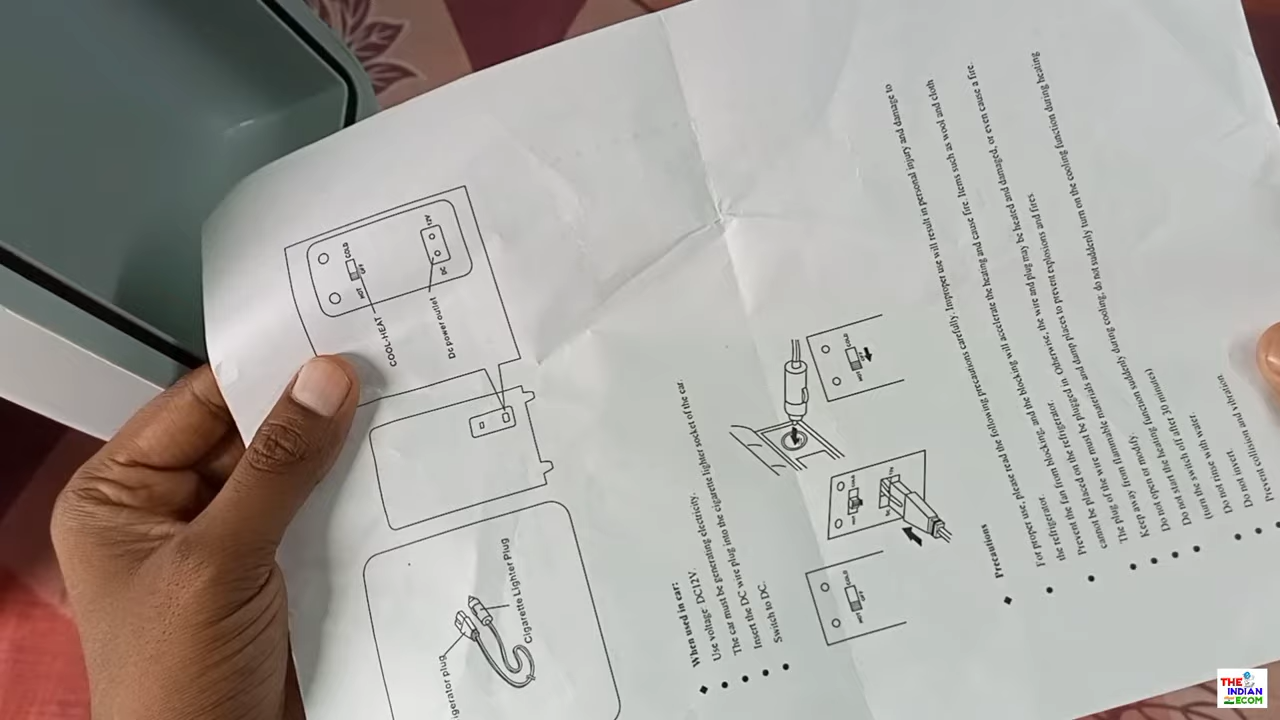 HOT
OFF
COLD
DC
12V
COOL-HEAT
Dc power outlet
igerator plug
Cigarette Lighter Plug
◆ When used in car:
● Use voltage: DC12V.
● The car must be generating electricity,
● Insert the DC wire plug into the cigarette lighter socket of the car.
● Switch to DC.
HOT
OFF
COLD
HOT
OFF
COLD
◆ Precautions
● For proper use, please read the following precautions carefully. Improper use will result in personal injury and damage to
the refrigerator.
● Prevent the fan from blocking, and the blocking will accelerate the heating and cause fire. Items such as wool and cloth
cannot be placed on the refrigerator.
● The plug of the wire must be plugged in. Otherwise, the wire and plug may be heated and damaged, or even cause a fire.
● Keep away from flammable materials and damp places to prevent explosions and fires
● Do not open or modify.
● Do not start the heating function suddenly during cooling, do not suddenly turn on the cooling function during heating
(turn the switch off after 30 minutes)
● Do not rinse with water.
● Do not invert.
● Prevent collision and vibration.
THE
INDIAN
ECOM